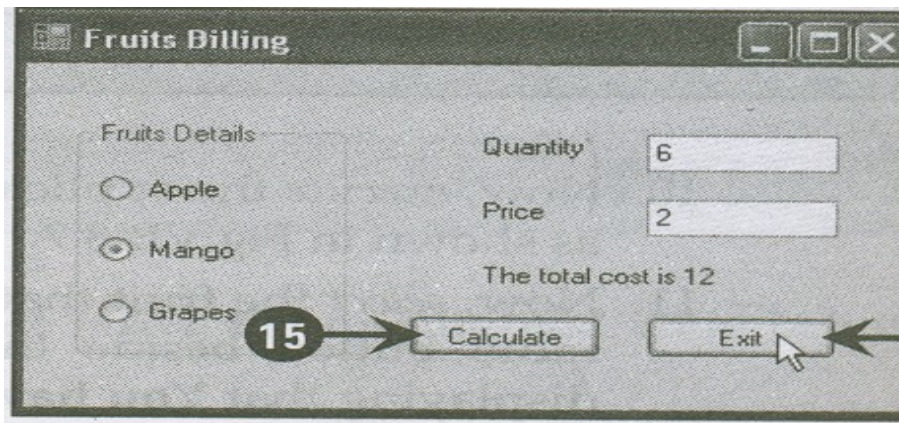 Fruits Billing
Fruits Details
Apple
Mango
Grapes
Quantity
6
Price
2
The total cost is 12
15
Calculate
Exit